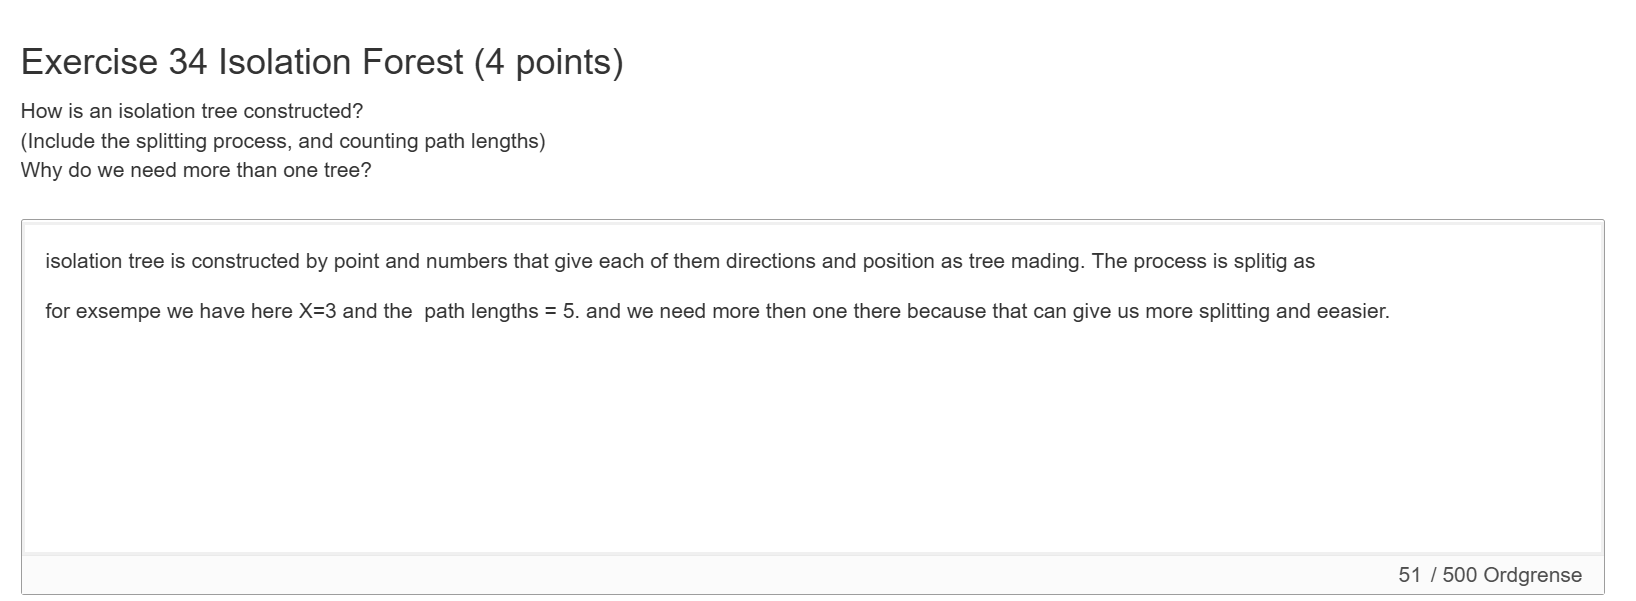 Exercise 34 Isolation Forest (4 points)
How is an isolation tree constructed?
(Include the splitting process, and counting path lengths)
Why do we need more than one tree?
isolation tree is constructed by point and numbers that give each of them directions and position as tree mading. The process is splitig as
for exsempe we have here X=3 and the  path lengths = 5. and we need more then one there because that can give us more splitting and eeasier.
51 / 500 Ordgrense